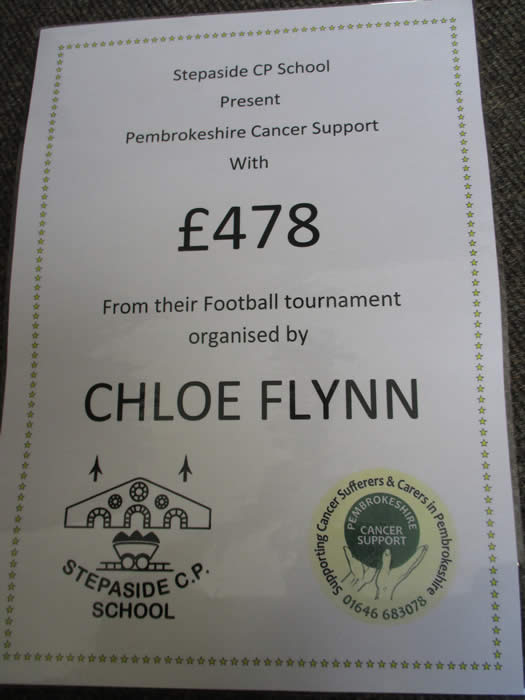 Stepaside CP School
Present
Pembrokeshire Cancer Support
With
£478
From their Football tournament
organised by
CHLOE FLYNN
STEPASIDE C.P.
SCHOOL
Supporting Cancer Sufferers & Carers in Pembrokeshire
PEMBROKESHIRE
CANCER
SUPPORT
01646 683078